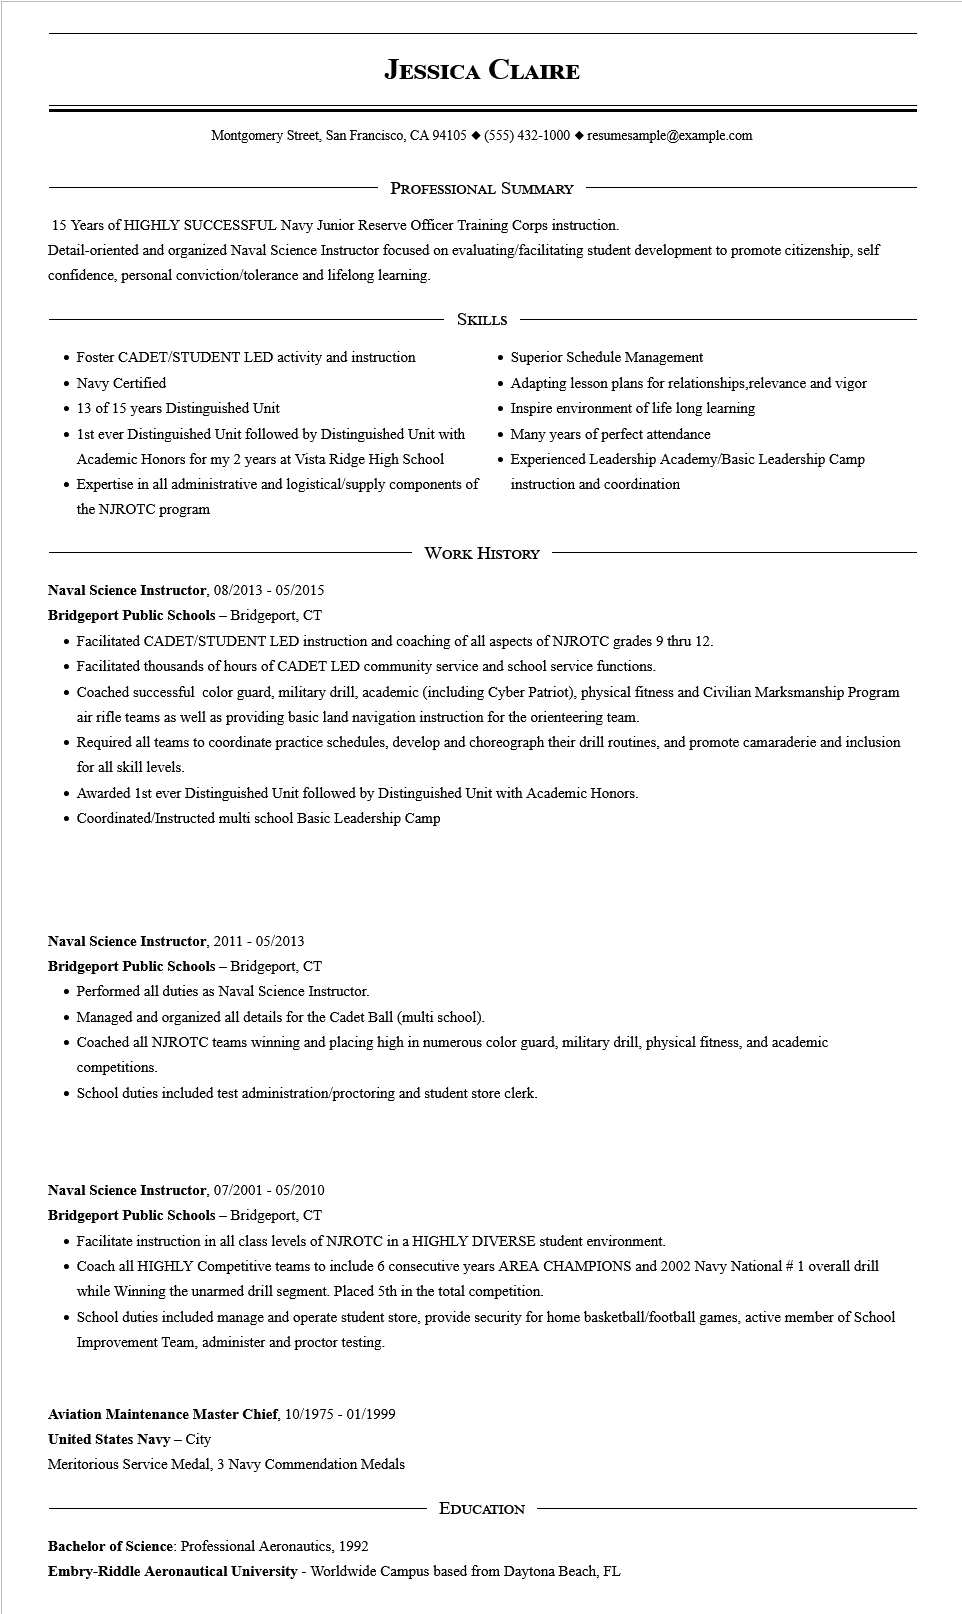 Jessica Claire
Montgomery Street, San Francisco, CA 94105 ◆ (555) 432-1000 ◆ resumesample@example.com
Professional Summary
15 Years of HIGHLY SUCCESSFUL Navy Junior Reserve Officer Training Corps instruction.
Detail-oriented and organized Naval Science Instructor focused on evaluating/facilitating student development to promote citizenship, self
confidence, personal conviction/tolerance and lifelong learning.
Skills
• Foster CADET/STUDENT LED activity and instruction
• Navy Certified
• 13 of 15 years Distinguished Unit
• 1st ever Distinguished Unit followed by Distinguished Unit with
Academic Honors for my 2 years at Vista Ridge High School
• Expertise in all administrative and logistical/supply components of
the NJROTC program
• Superior Schedule Management
• Adapting lesson plans for relationships,relevance and vigor
• Inspire environment of life long learning
• Many years of perfect attendance
• Experienced Leadership Academy/Basic Leadership Camp
instruction and coordination
Work History
Naval Science Instructor, 08/2013 - 05/2015
Bridgeport Public Schools – Bridgeport, CT
• Facilitated CADET/STUDENT LED instruction and coaching of all aspects of NJROTC grades 9 thru 12.
• Facilitated thousands of hours of CADET LED community service and school service functions.
• Coached successful  color guard, military drill, academic (including Cyber Patriot), physical fitness and Civilian Marksmanship Program
air rifle teams as well as providing basic land navigation instruction for the orienteering team.
• Required all teams to coordinate practice schedules, develop and choreograph their drill routines, and promote camaraderie and inclusion
for all skill levels.
• Awarded 1st ever Distinguished Unit followed by Distinguished Unit with Academic Honors.
• Coordinated/Instructed multi school Basic Leadership Camp
Naval Science Instructor, 2011 - 05/2013
Bridgeport Public Schools – Bridgeport, CT
• Performed all duties as Naval Science Instructor.
• Managed and organized all details for the Cadet Ball (multi school).
• Coached all NJROTC teams winning and placing high in numerous color guard, military drill, physical fitness, and academic
competitions.
• School duties included test administration/proctoring and student store clerk.
Naval Science Instructor, 07/2001 - 05/2010
Bridgeport Public Schools – Bridgeport, CT
• Facilitate instruction in all class levels of NJROTC in a HIGHLY DIVERSE student environment.
• Coach all HIGHLY Competitive teams to include 6 consecutive years AREA CHAMPIONS and 2002 Navy National # 1 overall drill
while Winning the unarmed drill segment. Placed 5th in the total competition.
• School duties included manage and operate student store, provide security for home basketball/football games, active member of School
Improvement Team, administer and proctor testing.
Aviation Maintenance Master Chief, 10/1975 - 01/1999
United States Navy – City
Meritorious Service Medal, 3 Navy Commendation Medals
Education
Bachelor of Science: Professional Aeronautics, 1992
Embry-Riddle Aeronautical University - Worldwide Campus based from Daytona Beach, FL